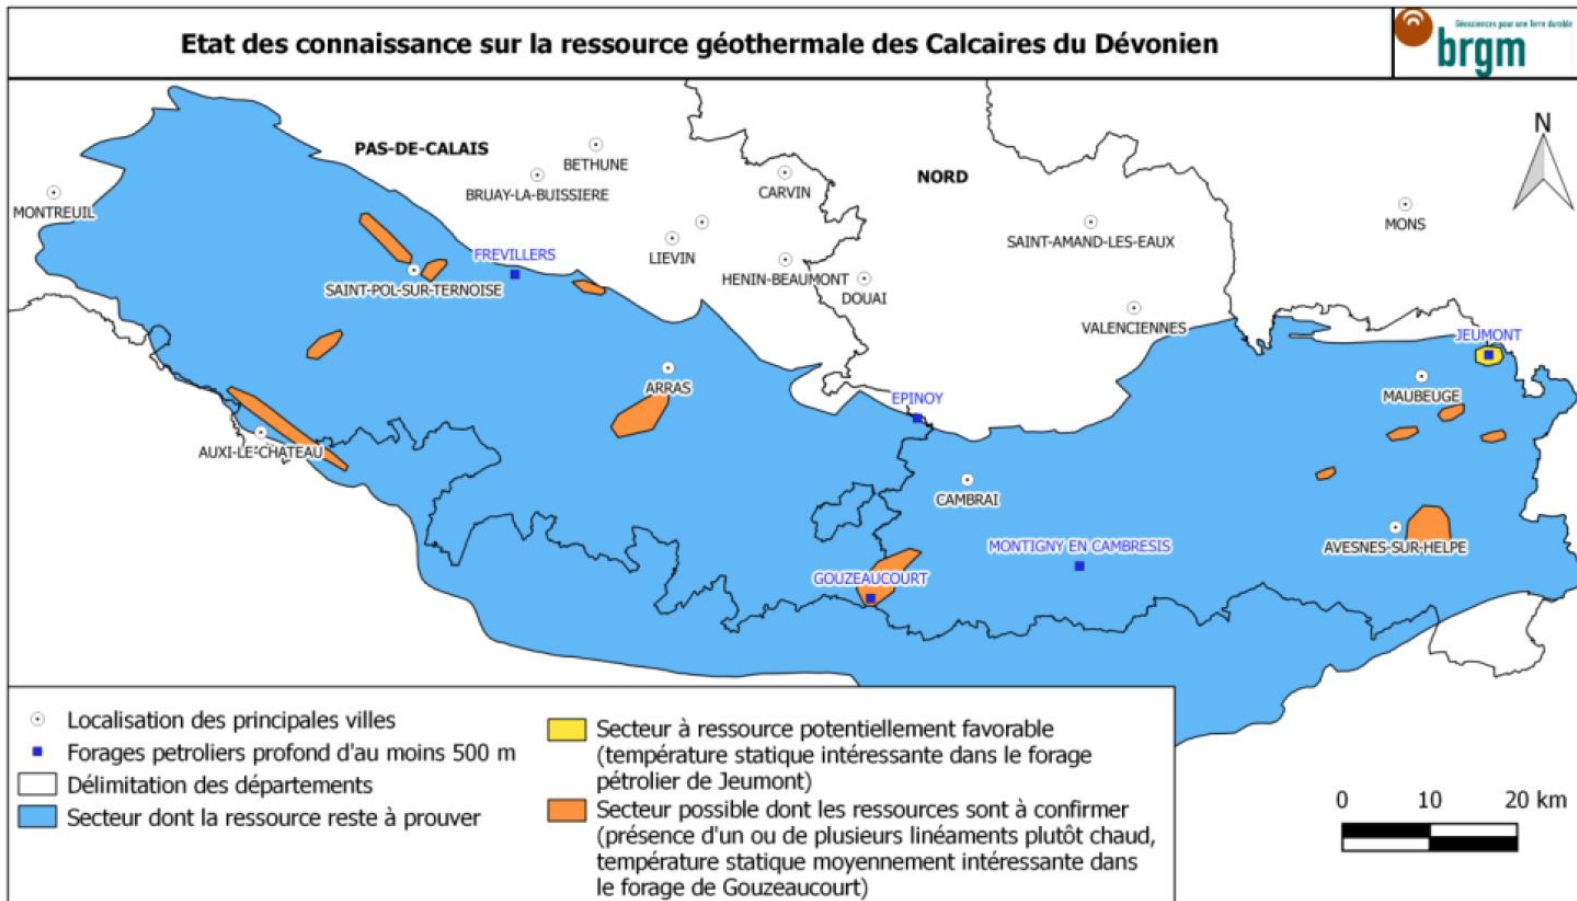 Etat des connaissance sur la ressource géothermale des Calcaires du Dévonien
Géosciences pour une Terre durable
brgm
N
PAS-DE-CALAIS
BETHUNE
BRUAY-LA-BUISSIERE
CARVIN
NORD
MONTREUIL
MONS
SAINT-AMAND-LES-EAUX
LIEVIN
FREVILLERS
HENIN-BEAUMONT
SAINT-POL-SUR-TERNOISE
DOUAI
VALENCIENNES
JEUMONT
ARRAS
MAUBEUGE
EPINOY
AUXI-LE-CHATEAU
CAMBRAI
MONTIGNY EN CAMBRESIS
AVESNES-SUR-HELPE
GOUZEAUCOURT
Localisation des principales villes
Forages petroliers profond d'au moins 500 m
Délimitation des départements
Secteur dont la ressource reste à prouver
Secteur à ressource potentiellement favorable
(température statique intéressante dans le forage
pétrolier de Jeumont)
Secteur possible dont les ressources sont à confirmer
(présence d'un ou de plusieurs linéaments plutôt chaud,
température statique moyennement intéressante dans
le forage de Gouzeaucourt)
0 10 20 km